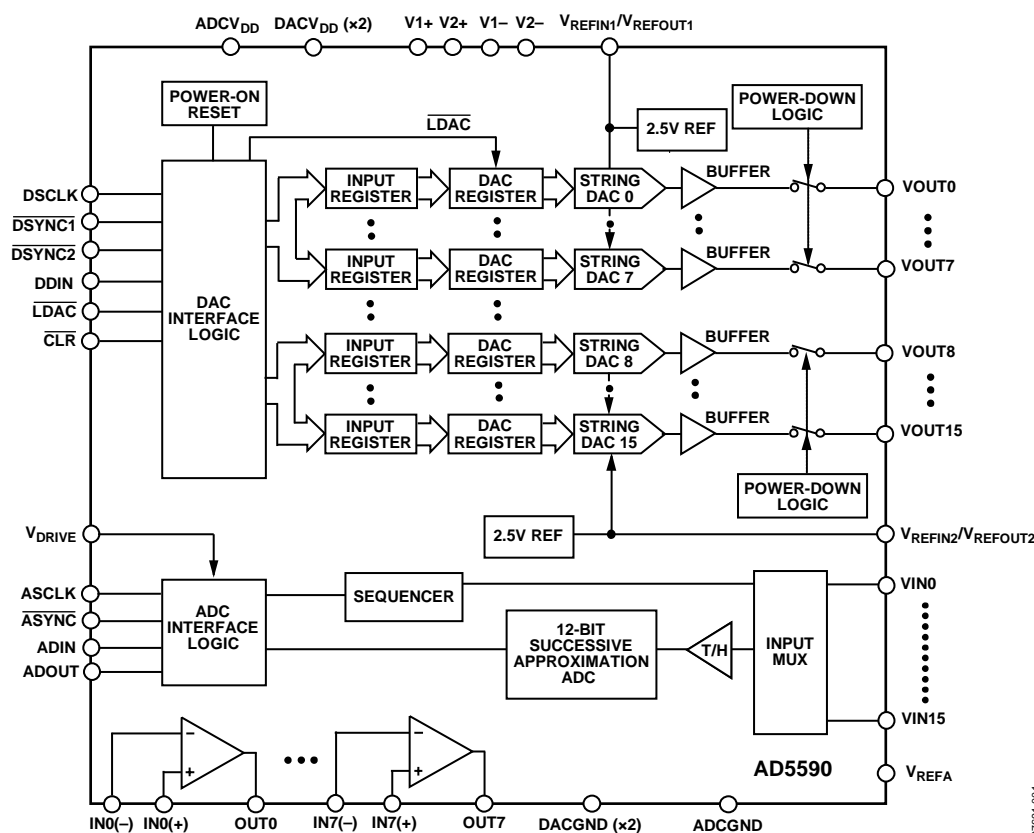 ADCVDD
DACVDD (×2)
V1+ V2+ V1– V2–
VREFIN1/VREFOUT1
POWER-ON
RESET
LDAC
2.5V REF
POWER-DOWN
LOGIC
DSCLK
DSYNC1
DSYNC2
DDIN
LDAC
CLR
DAC
INTERFACE
LOGIC
INPUT
REGISTER
DAC
REGISTER
STRING
DAC 0
BUFFER
VOUT0
INPUT
REGISTER
DAC
REGISTER
STRING
DAC 7
BUFFER
VOUT7
INPUT
REGISTER
DAC
REGISTER
STRING
DAC 8
BUFFER
VOUT8
INPUT
REGISTER
DAC
REGISTER
STRING
DAC 15
BUFFER
VOUT15
POWER-DOWN
LOGIC
2.5V REF
VREFIN2/VREFOUT2
VDRIVE
ASCLK
ASYNC
ADIN
ADOUT
ADC
INTERFACE
LOGIC
SEQUENCER
12-BIT
SUCCESSIVE
APPROXIMATION
ADC
T/H
INPUT
MUX
VIN0
VIN15
AD5590
VREFA
– +
– +
IN0(–) IN0(+) OUT0 IN7(–) IN7(+) OUT7 DACGND (×2) ADCGND